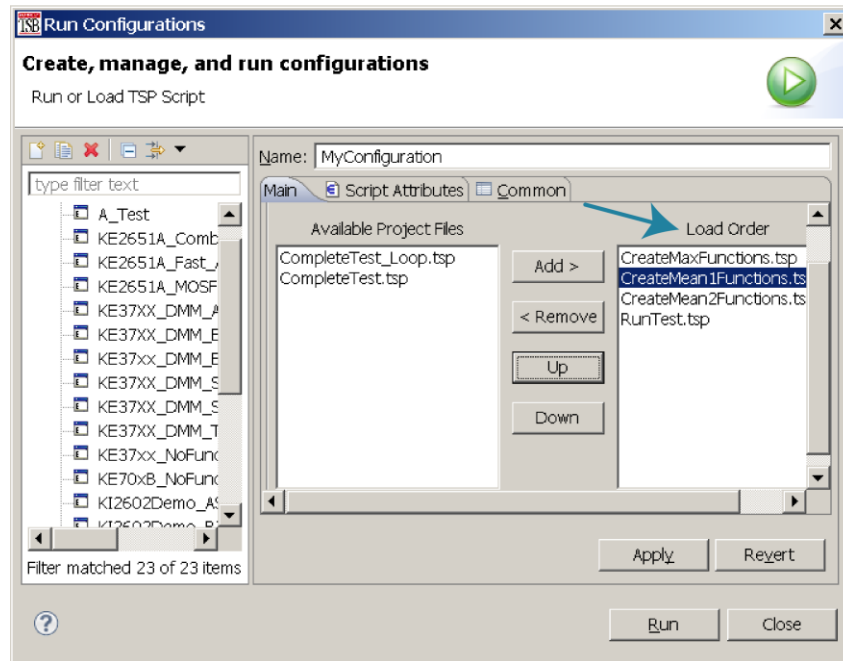 TSB Run Configurations
Create, manage, and run configurations
Run or Load TSP Script
type filter text
A_Test
KE2651A_Comb
KE2651A_Fast_
KE2651A_MOSF
KE37XX_DMM_A
KE37XX_DMM_E
KE37xx_DMM_E
KE37XX_DMM_S
KE37XX_DMM_S
KE37XX_DMM_T
KE37xx_NoFunc
KE70xB_NoFunc
KI2602Demo_AS
Filter matched 23 of 23 items
Name: MyConfiguration
Main Script Attributes Common
Available Project Files
CompleteTest_Loop.tsp
CompleteTest.tsp
Add >
< Remove
Up
Down
Load Order
CreateMaxFunctions.tsp
CreateMean1Functions.ts
CreateMean2Functions.ts
RunTest.tsp
Apply Revert
Run Close